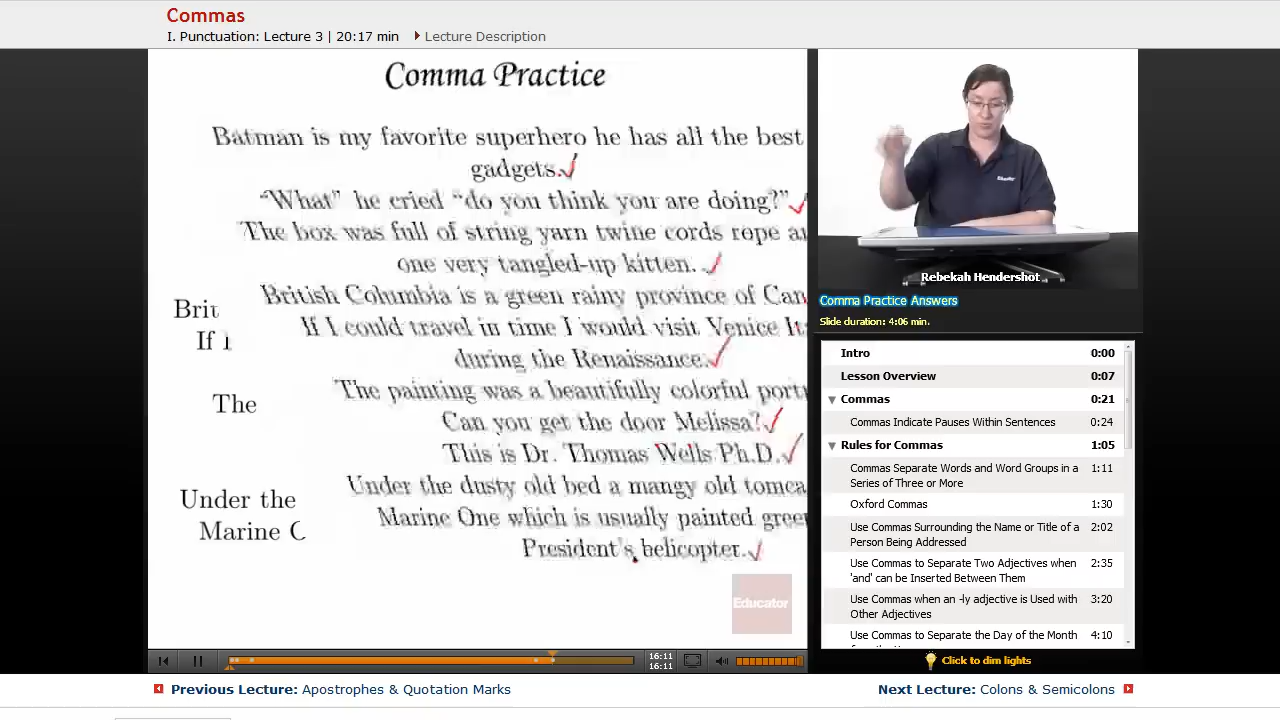 Commas
I. Punctuation: Lecture 3 | 20:17 min Lecture Description
Comma Practice
Batman is my favorite superhero he has all the best
gadgets.
"What" he cried "do you think you are doing?"
The box was full of string yarn twine cords rope
one very tangled-up kitten.
Brit
British Columbia is a green rainy province of
If I
If I could travel in time I would visit Venice
during the Renaissance.
The
The painting was a beautifully colorful
Can you get the door Melissa?
This is Dr. Thomas Wells Ph.D.
Under the
Under the dusty old bed a mangy old
Marine
Marine One which is usually painted
President's helicopter.
Educator
Rebekah Hendershot
Comma Practice Answers
Slide duration: 4:06 min.
Intro 0:00
Lesson Overview 0:07
Commas 0:21
Commas Indicate Pauses Within Sentences 0:24
Rules for Commas 1:05
Commas Separate Words and Word Groups in a 1:11
Series of Three or More
Oxford Commas 1:30
Use Commas Surrounding the Name or Title of a 2:02
Person Being Addressed
Use Commas to Separate Two Adjectives when 2:35
'and' can be Inserted Between Them
Use Commas when an -ly adjective is Used with 3:20
Other Adjectives
Use Commas to Separate the Day of the Month 4:10
16:11
16:11
Click to dim lights
Previous Lecture: Apostrophes & Quotation Marks
Next Lecture: Colons & Semicolons